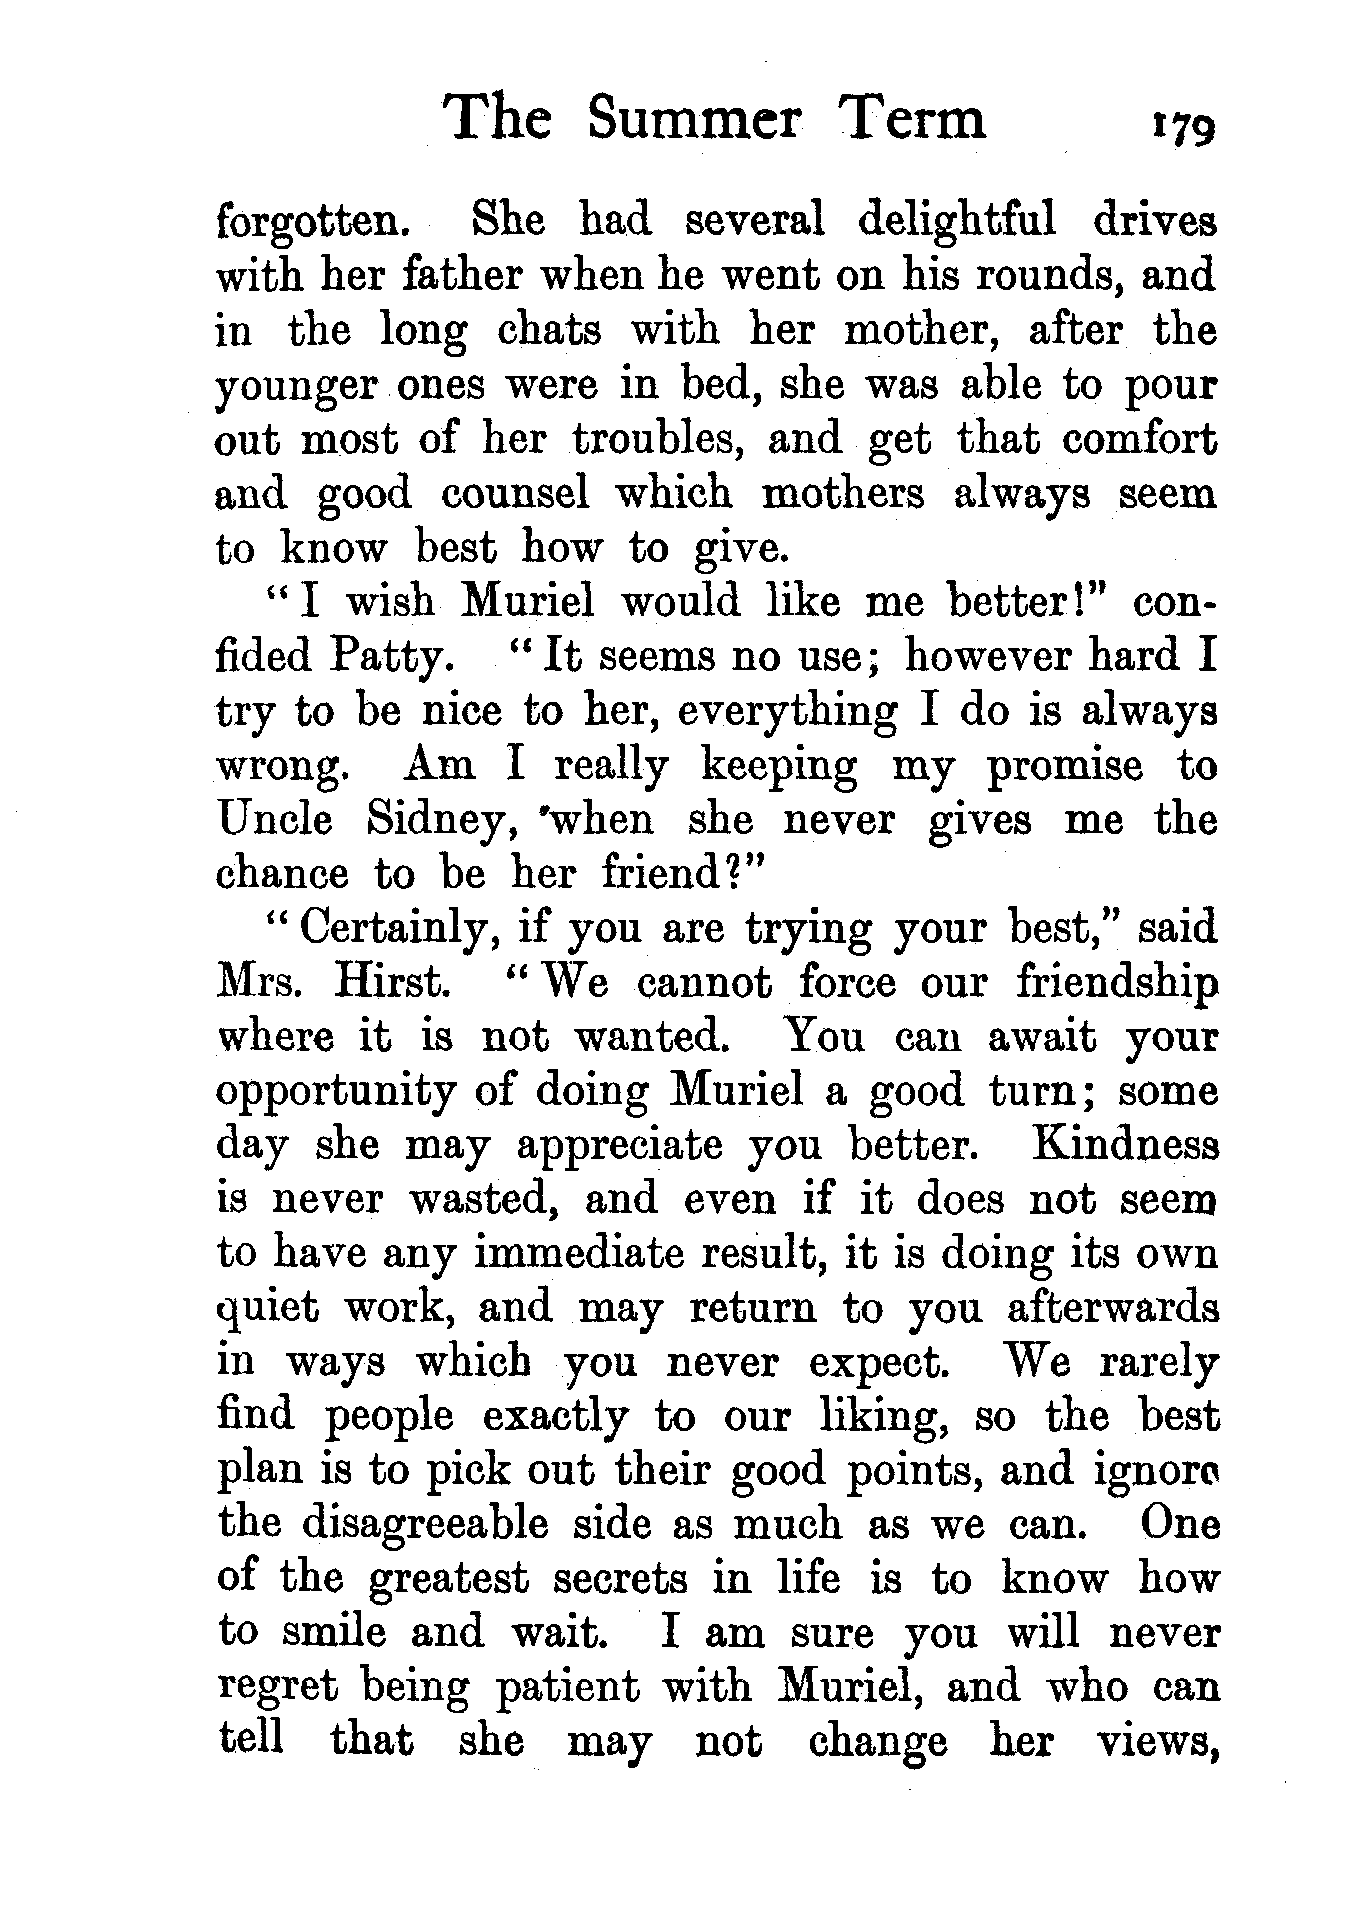 The Summer Term 179
forgotten. She had several delightful drives
with her father when he went on his rounds, and
in the long chats with her mother, after the
younger ones were in bed, she was able to pour
out most of her troubles, and get that comfort
and good counsel which mothers always seem
to know best how to give.
“I wish Muriel would like me better!” con-
fided Patty. “It seems no use; however hard I
try to be nice to her, everything I do is always
wrong. Am I really keeping my promise to
Uncle Sidney, 'when she never gives me the
chance to be her friend?”
“Certainly, if you are trying your best,” said
Mrs. Hirst. “We cannot force our friendship
where it is not wanted. You can await your
opportunity of doing Muriel a good turn; some
day she may appreciate you better. Kindness
is never wasted, and even if it does not seem
to have any immediate result, it is doing its own
quiet work, and may return to you afterwards
in ways which you never expect. We rarely
find people exactly to our liking, so the best
plan is to pick out their good points, and ignore
the disagreeable side as much as we can. One
of the greatest secrets in life is to know how
to smile and wait. I am sure you will never
regret being patient with Muriel, and who can
tell that she may not change her views,